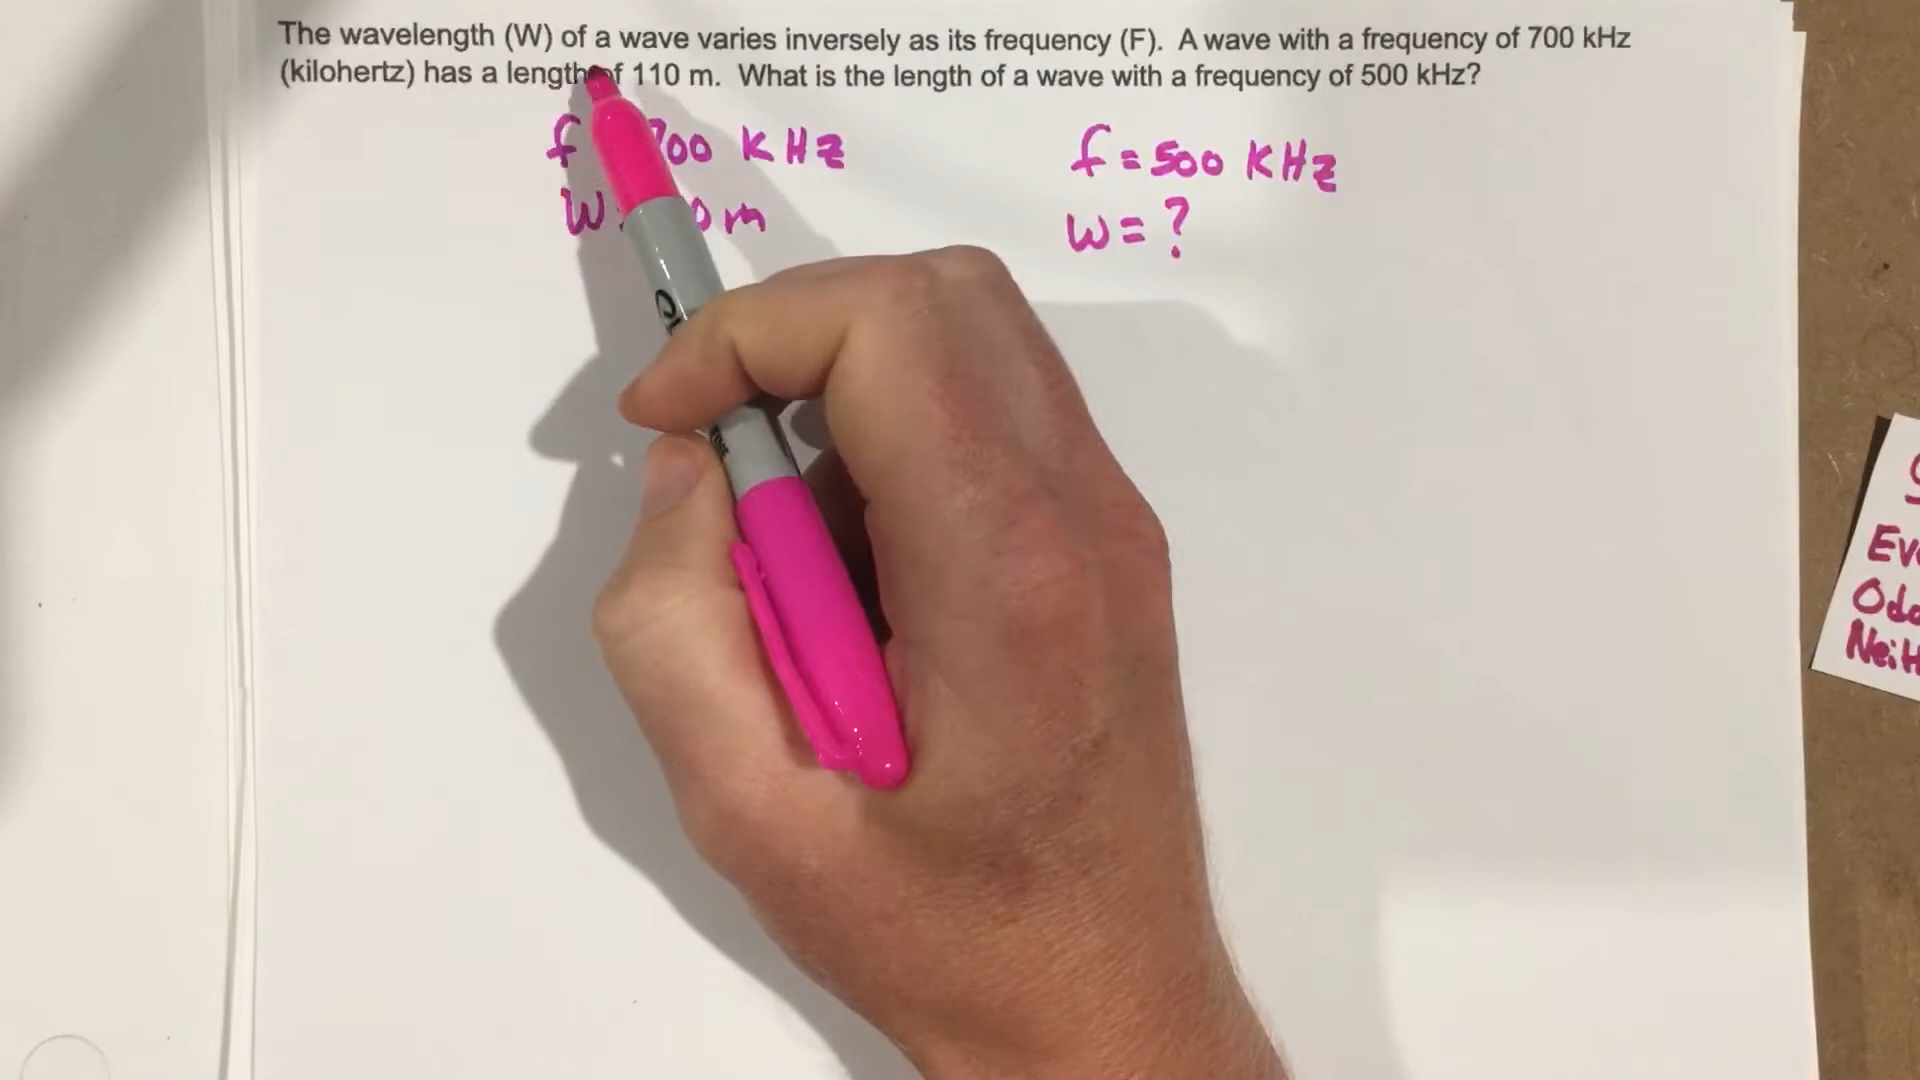 The wavelength (W) of a wave varies inversely as its frequency (F). A wave with a frequency of 700 kHz
(kilohertz) has a length of 110 m. What is the length of a wave with a frequency of 500 kHz?
f 700 KHz
f = 500 KHz
W m
W = ?